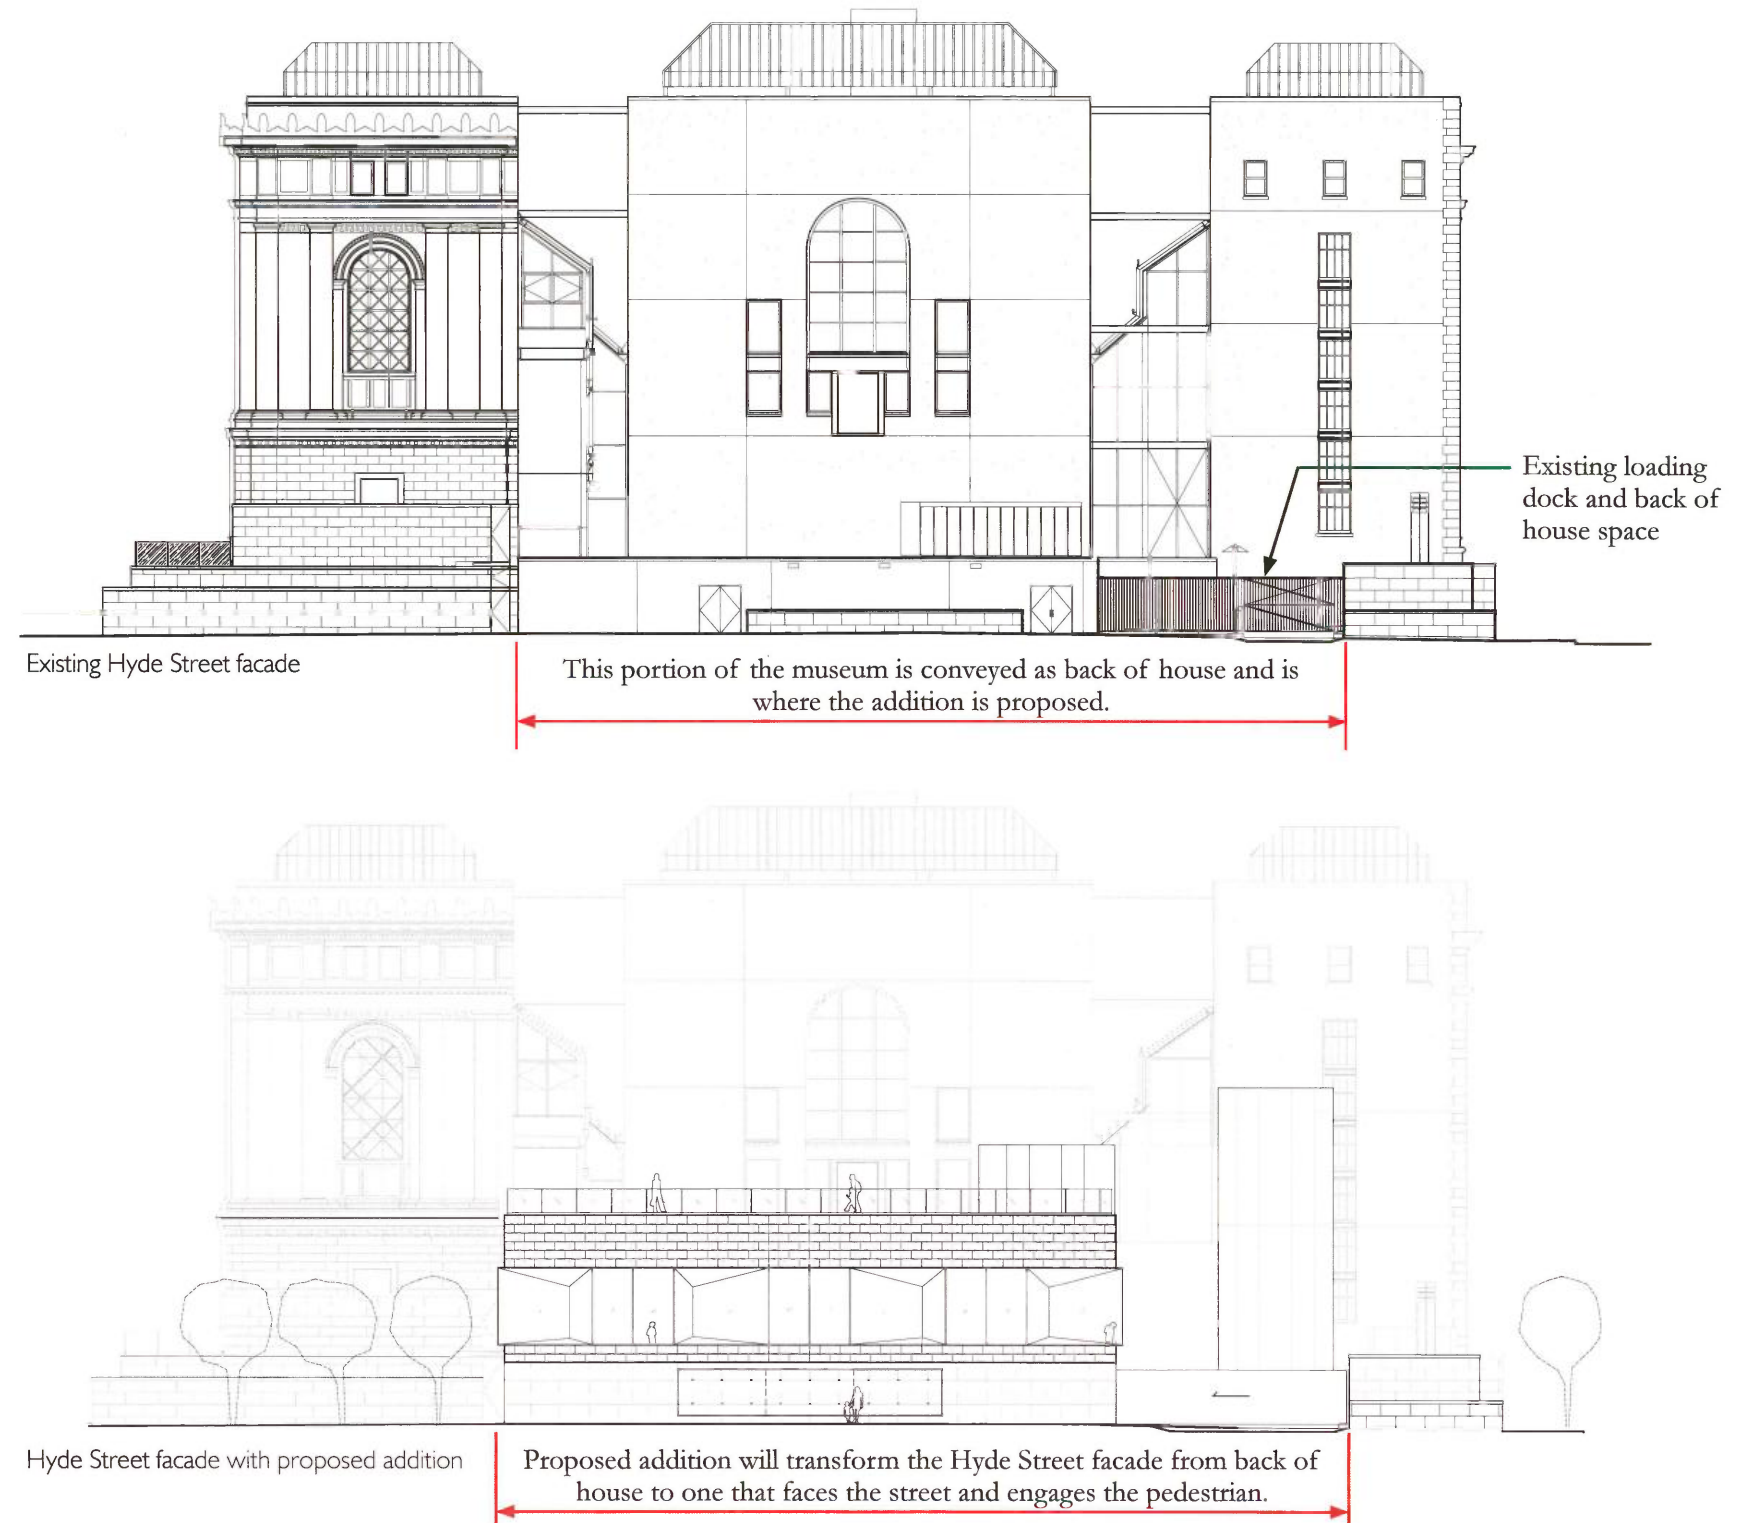 Existing loading
dock and back of
house space
Existing Hyde Street facade
This portion of the museum is conveyed as back of house and is
where the addition is proposed.
Hyde Street facade with proposed addition
Proposed addition will transform the Hyde Street facade from back of
house to one that faces the street and engages the pedestrian.